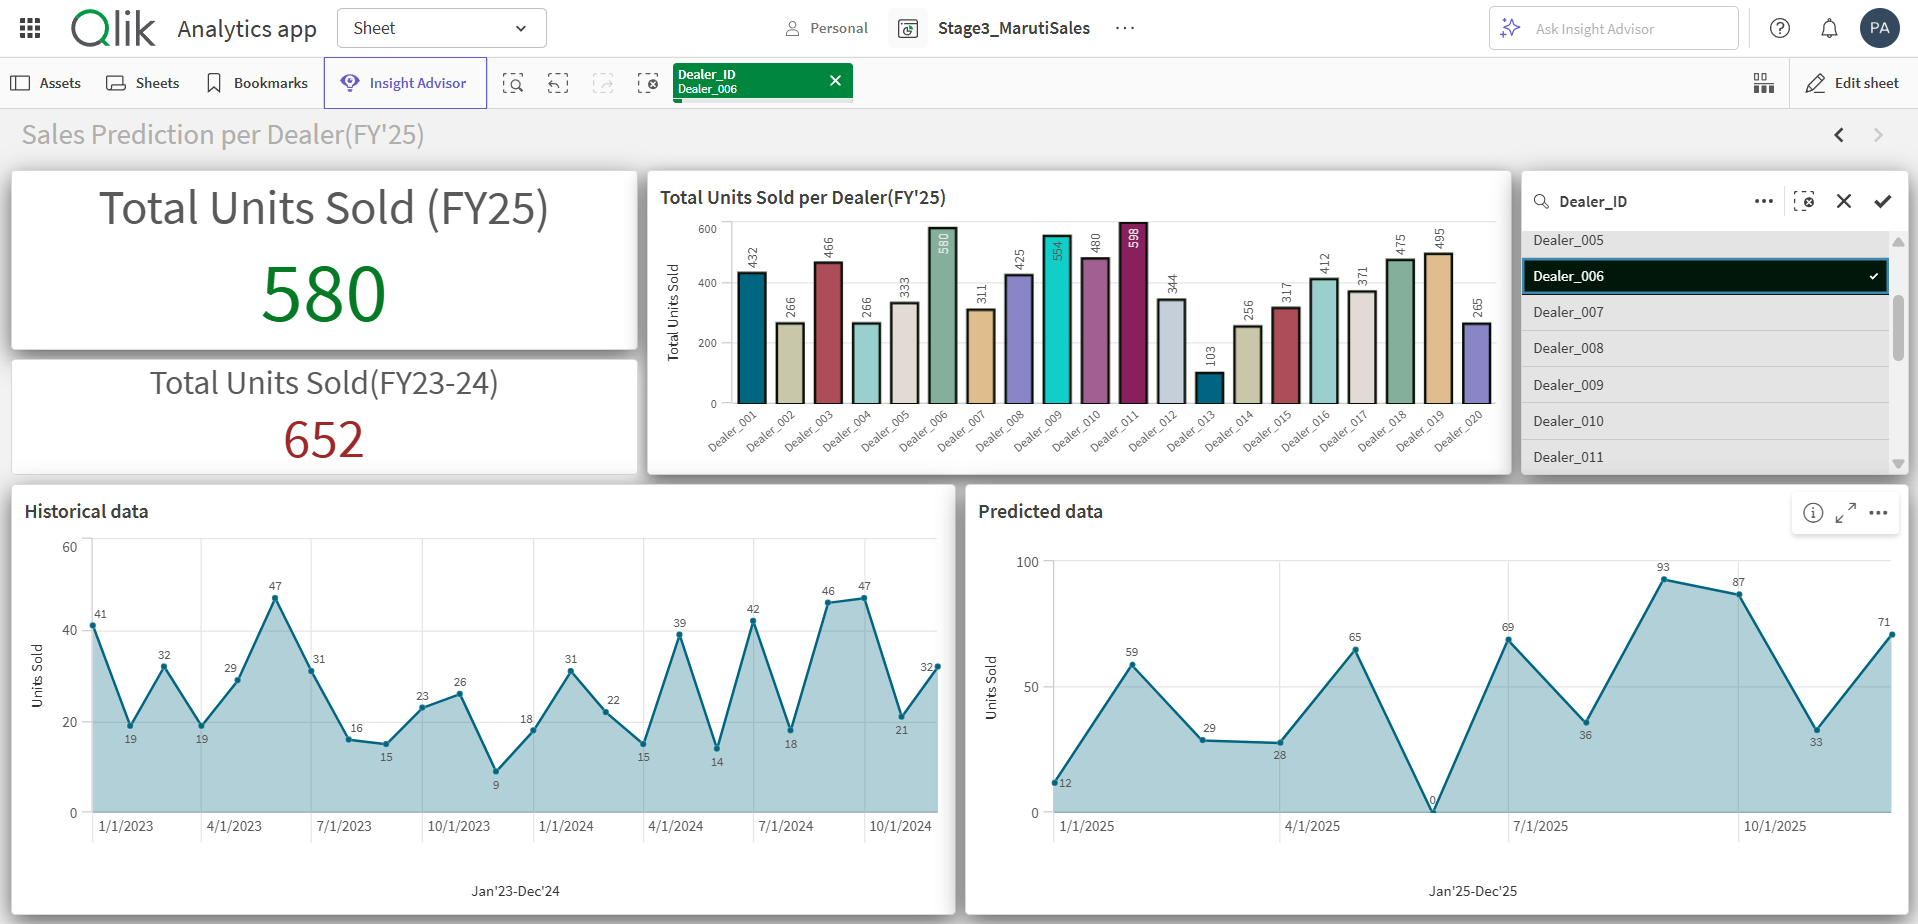 Qlik
Analytics app
Sheet
Personal
Stage3_MarutiSales
Ask Insight Advisor
PA
Assets
Sheets
Bookmarks
Insight Advisor
Dealer_ID
Dealer_006
Edit sheet
Sales Prediction per Dealer(FY'25)
Total Units Sold (FY25)
580
Total Units Sold(FY23-24)
652
Total Units Sold per Dealer(FY'25)
Total Units Sold
600
400
200
0
432
266
466
266
333
580
311
425
554
480
598
344
103
256
317
412
371
475
495
265
Dealer_001
Dealer_002
Dealer_003
Dealer_004
Dealer_005
Dealer_006
Dealer_007
Dealer_008
Dealer_009
Dealer_010
Dealer_011
Dealer_012
Dealer_013
Dealer_014
Dealer_015
Dealer_016
Dealer_017
Dealer_018
Dealer_019
Dealer_020
Dealer_ID
Dealer_005
Dealer_006
Dealer_007
Dealer_008
Dealer_009
Dealer_010
Dealer_011
Historical data
Units Sold
60
40
20
0
41
19
32
19
29
47
31
16
15
23
26
9
18
31
22
15
39
14
42
18
46
47
21
32
1/1/2023
4/1/2023
7/1/2023
10/1/2023
1/1/2024
4/1/2024
7/1/2024
10/1/2024
Jan'23-Dec'24
Predicted data
Units Sold
100
50
0
12
59
29
28
65
0
69
36
93
87
33
71
1/1/2025
4/1/2025
7/1/2025
10/1/2025
Jan'25-Dec'25